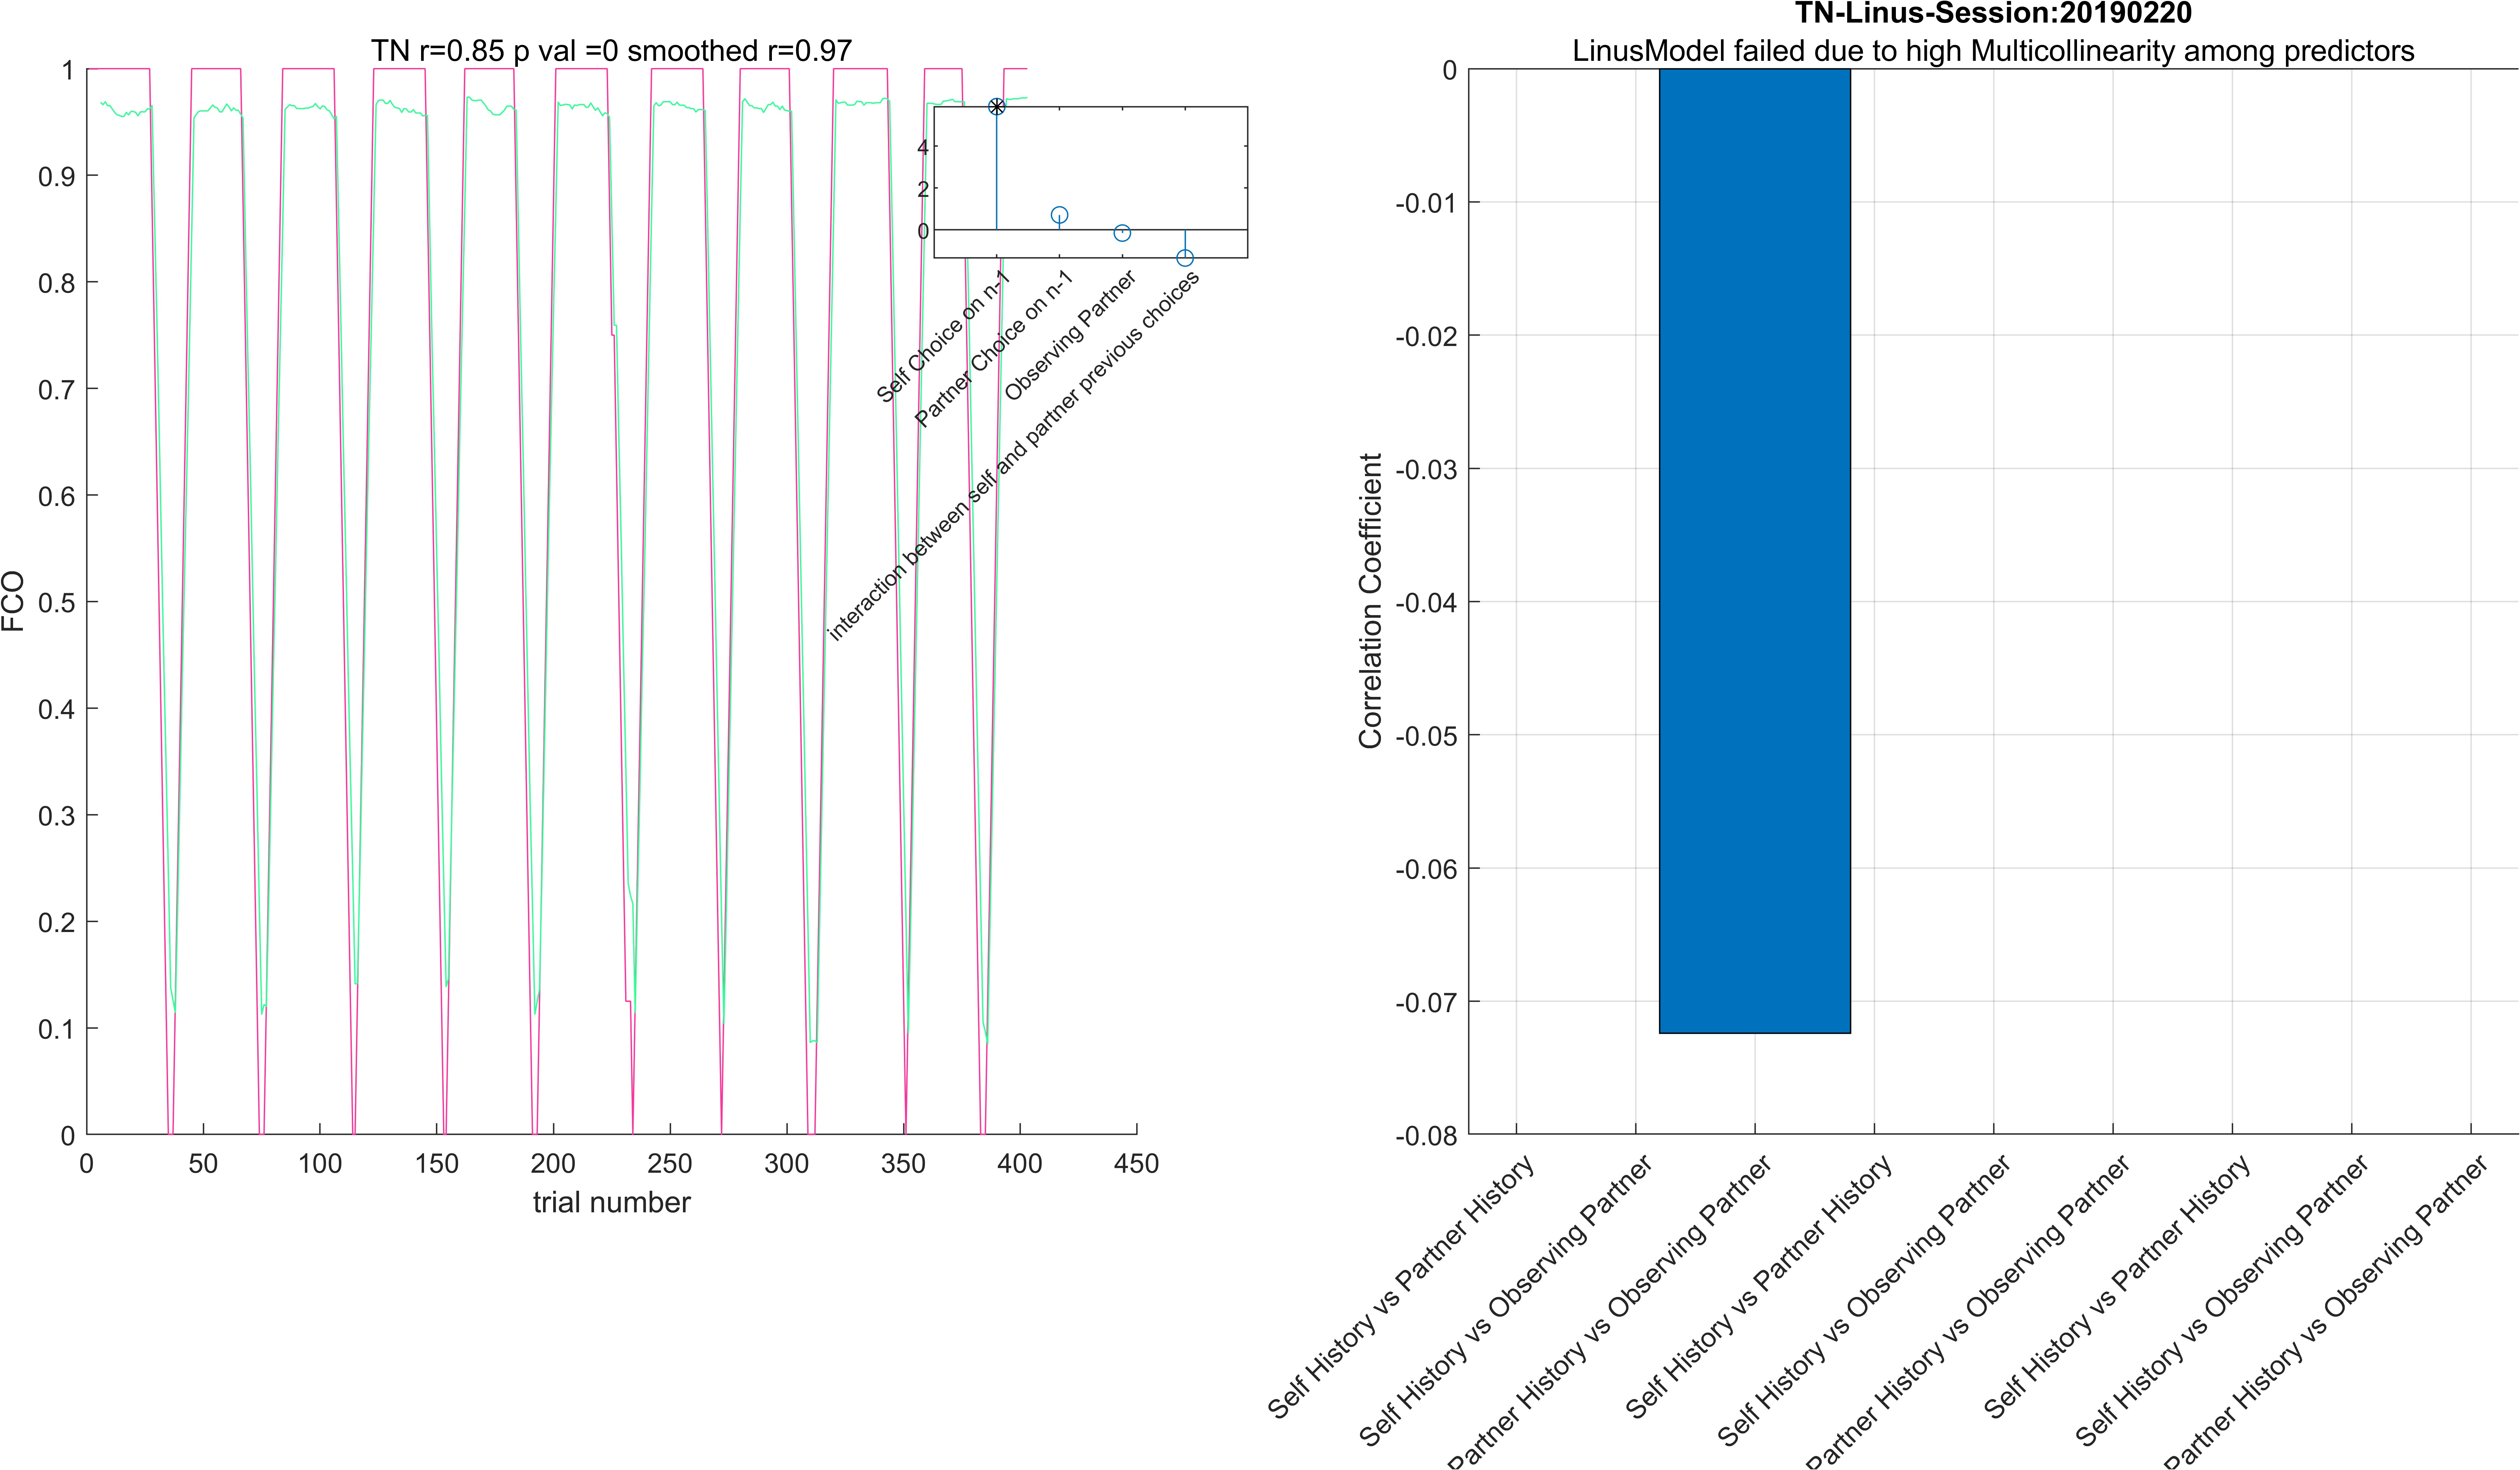 TN r=0.85 p val =0 smoothed r=0.97
1
0.9
0.8
0.7
0.6
0.5
0.4
0.3
0.2
0.1
0
FCO
0
50
100
150
200
250
300
350
400
450
trial number
4
2
0
Self Choice on n-1
Partner Choice on n-1
Observing Partner
interaction between self and partner previous choices
TN-Linus-Session:20190220
LinusModel failed due to high Multicollinearity among predictors
0
-0.01
-0.02
-0.03
-0.04
-0.05
-0.06
-0.07
-0.08
Correlation Coefficient
Self History vs Partner History
Self History vs Observing Partner
Partner History vs Observing Partner
Self History vs Partner History
Self History vs Observing Partner
Partner History vs Observing Partner
Self History vs Partner History
Self History vs Observing Partner
Partner History vs Observing Partner